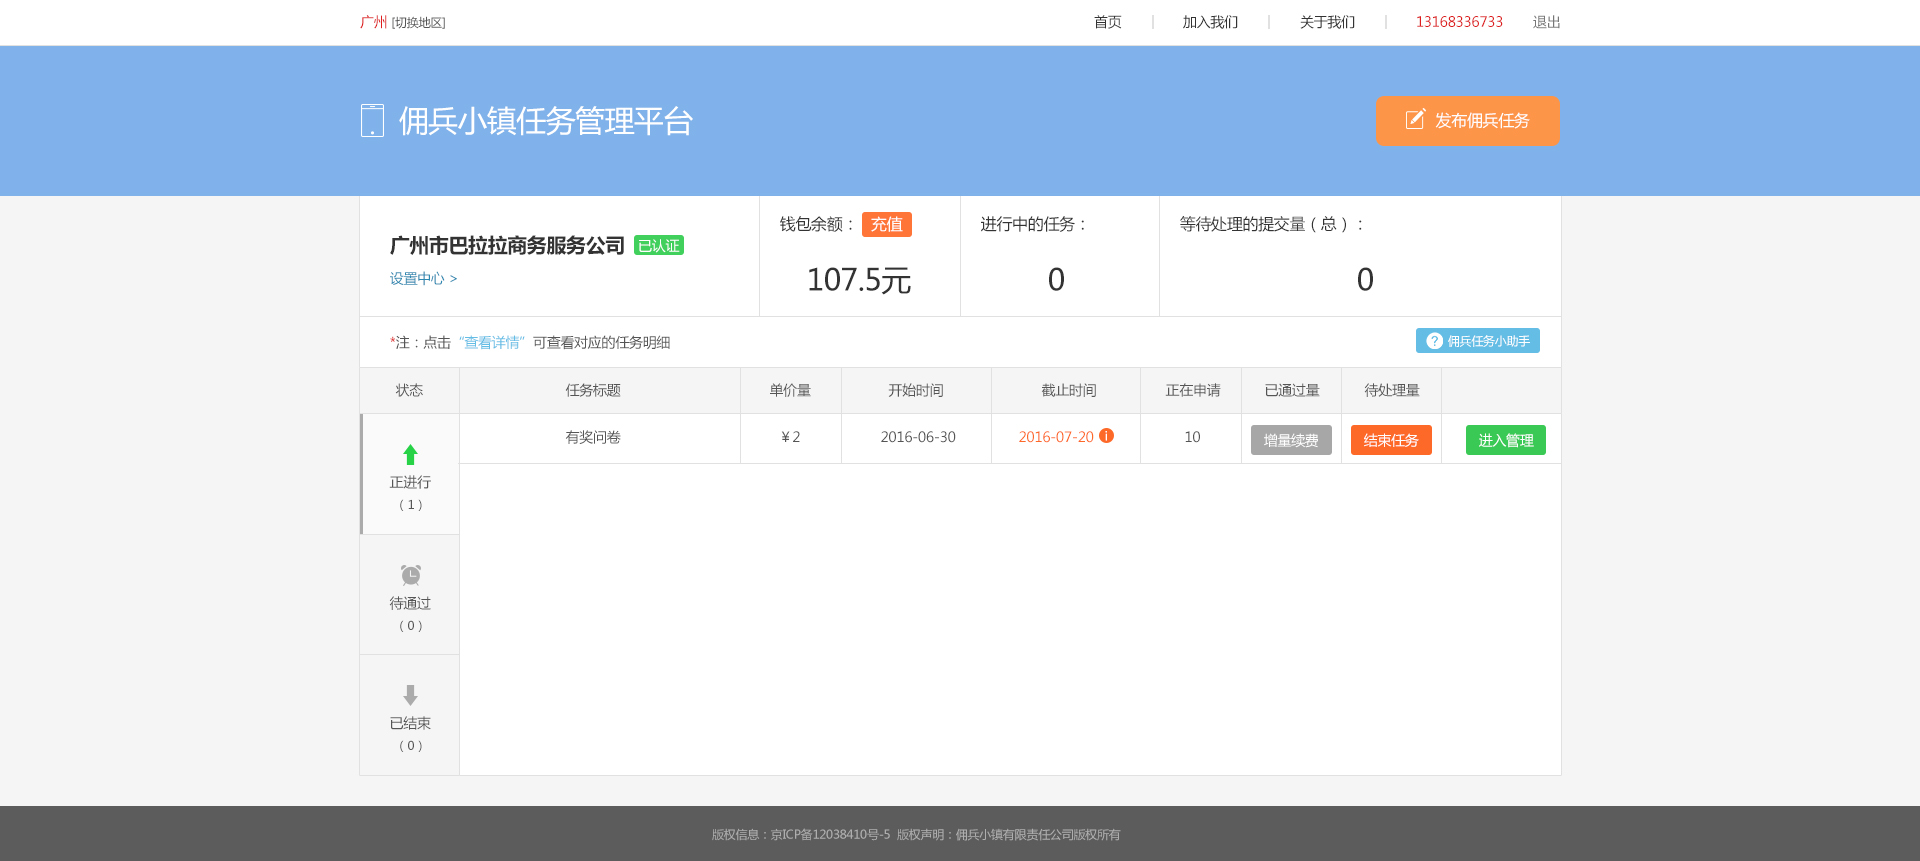 广州 [切换地区] 首页 | 加入我们 | 关于我们 | 13168336733 退出
佣兵小镇任务管理平台
发布佣兵任务
广州市巴拉拉商务服务公司 已认证
设置中心 >
钱包余额： 充值
107.5元
进行中的任务：
0
等待处理的提交量（总）：
0
*注：点击“查看详情”可查看对应的任务明细
? 佣兵任务小助手
状态 任务标题 单价量 开始时间 截止时间 正在申请 已通过量 待处理量
有奖问卷 ¥2 2016-06-30 2016-07-20 10 增量续费 结束任务 进入管理
正进行
（1）
待通过
（0）
已结束
（0）
版权信息：京ICP备12038410号-5 版权声明：佣兵小镇有限责任公司版权所有